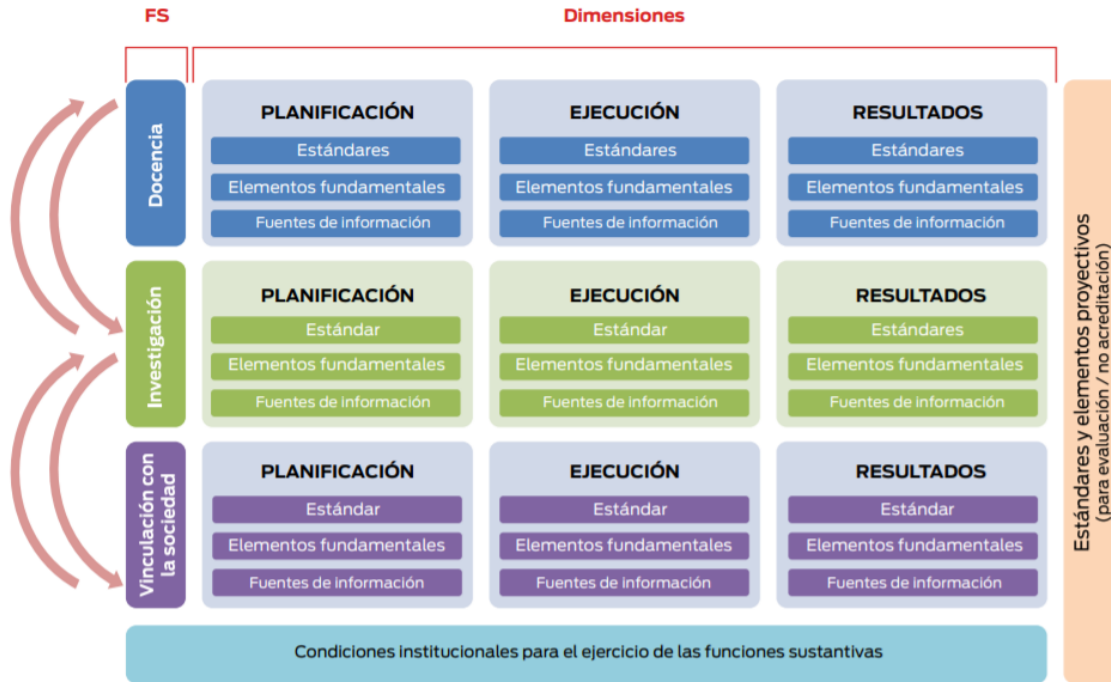 FS
Dimensiones
Docencia
PLANIFICACIÓN
Estándares
Elementos fundamentales
Fuentes de información
EJECUCIÓN
Estándares
Elementos fundamentales
Fuentes de información
RESULTADOS
Estándares
Elementos fundamentales
Fuentes de información
Investigación
PLANIFICACIÓN
Estándar
Elementos fundamentales
Fuentes de información
EJECUCIÓN
Estándar
Elementos fundamentales
Fuentes de información
RESULTADOS
Estándares
Elementos fundamentales
Fuentes de información
Vinculación con
la sociedad
PLANIFICACIÓN
Estándar
Elementos fundamentales
Fuentes de información
EJECUCIÓN
Estándar
Elementos fundamentales
Fuentes de información
RESULTADOS
Estándar
Elementos fundamentales
Fuentes de información
Condiciones institucionales para el ejercicio de las funciones sustantivas
Estándares y elementos proyectivos
(para evaluación / no acreditación)